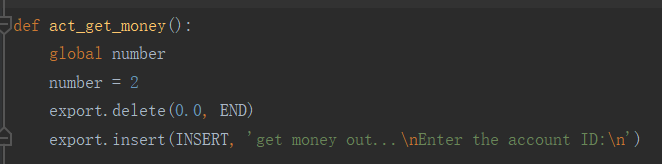 def act_get_money():
    global number
    number = 2
    export.delete(0.0, END)
    export.insert(INSERT, 'get money out...\nEnter the account ID:\n')